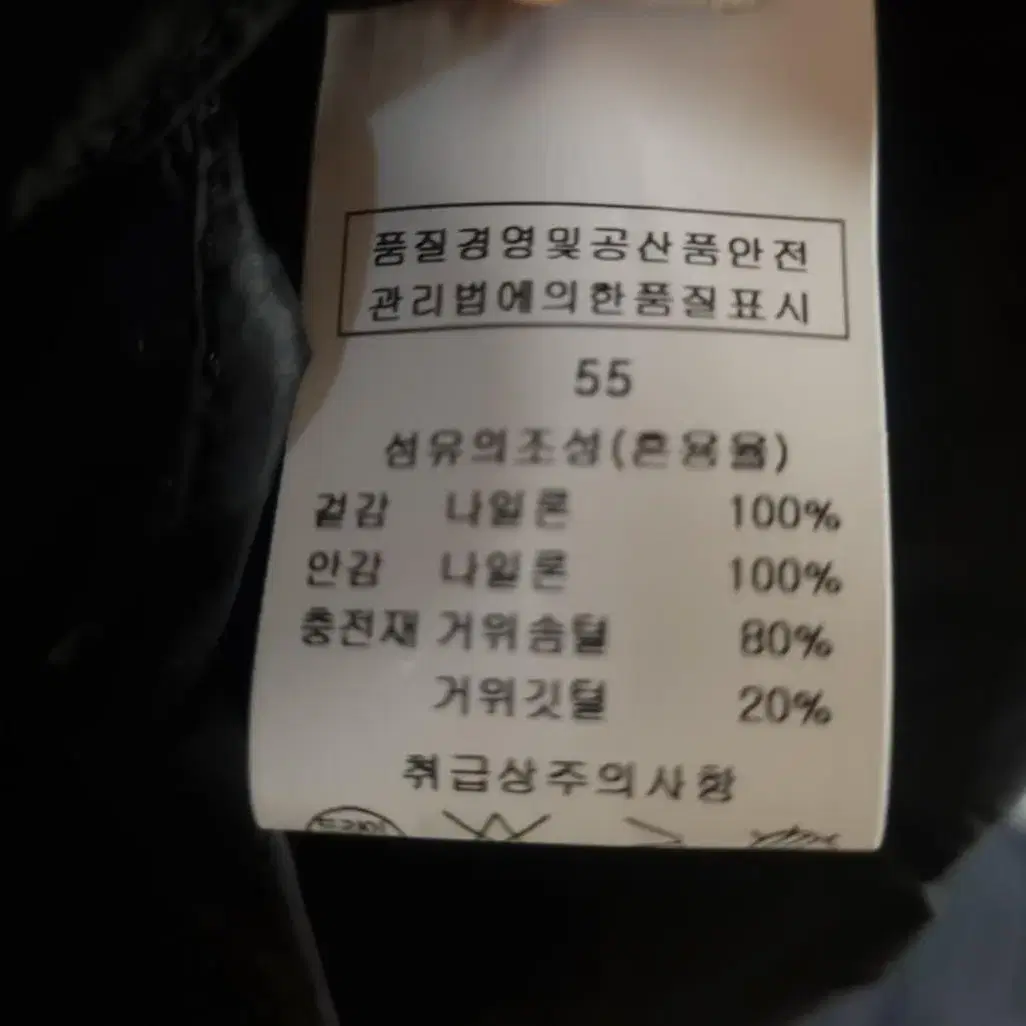 품질경영및공산품안전
관리법에의한품질표시
55
섬유의조성(혼용율)
겉감 나일론 100%
안감 나일론 100%
충전재 거위솜털 80%
거위깃털 20%
취급상주의사항